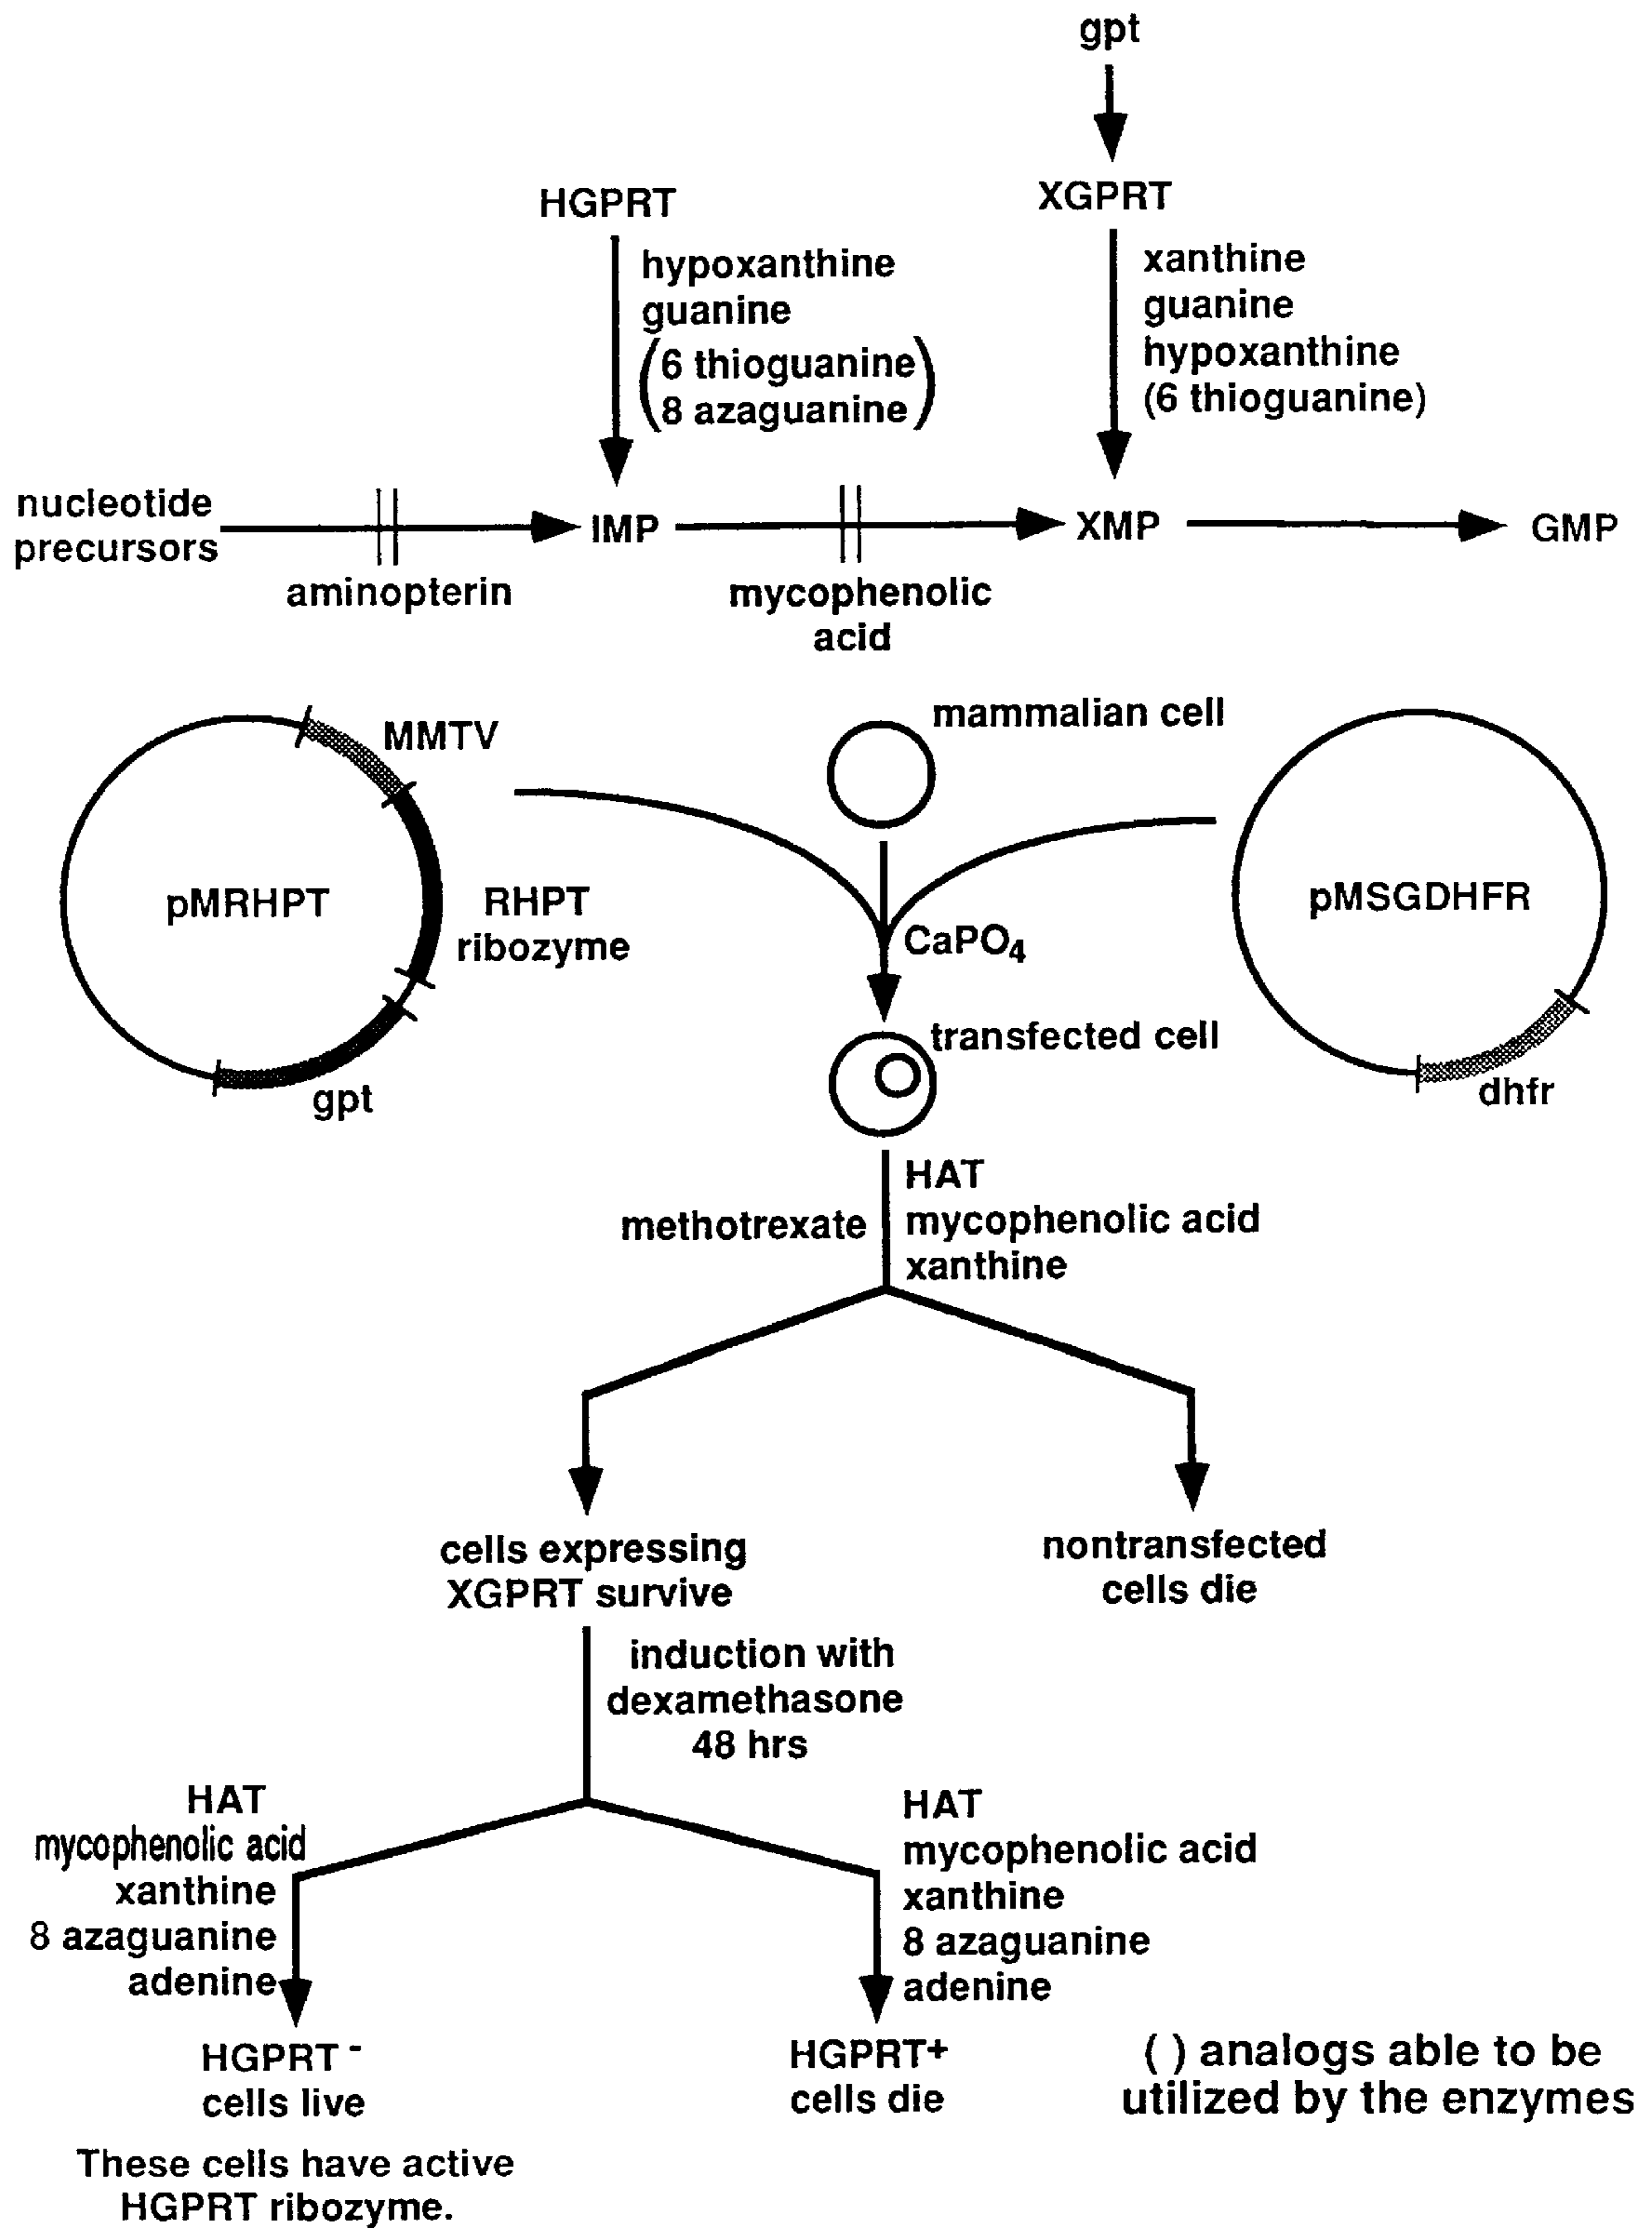 gpt
HGPRT
XGPRT
hypoxanthine
guanine
(6 thioguanine
8 azaguanine)
xanthine
guanine
hypoxanthine
(6 thioguanine)
nucleotide
precursors
IMP
XMP
GMP
aminopterin
mycophenolic
acid
MMTV
mammalian cell
pMRHPT
RHPT
ribozyme
pMSGDHFR
CaPO4
transfected cell
gpt
dhfr
methotrexate
HAT
mycophenolic acid
xanthine
cells expressing
XGPRT survive
nontransfected
cells die
induction with
dexamethasone
48 hrs
HAT
mycophenolic acid
xanthine
8 azaguanine
adenine
HAT
mycophenolic acid
xanthine
8 azaguanine
adenine
HGPRT -
cells live
HGPRT+
cells die
( ) analogs able to be
utilized by the enzymes
These cells have active
HGPRT ribozyme.